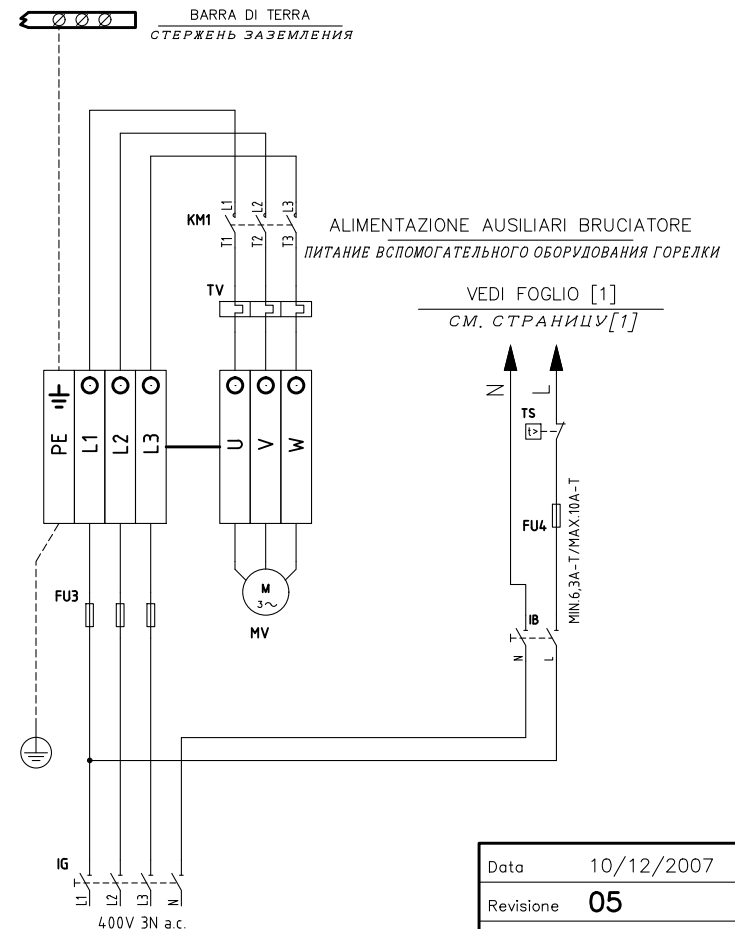 BARRA DI TERRA
СТЕРЖЕНЬ ЗАЗЕМЛЕНИЯ
KM1
L1
L2
L3
T1
T2
T3
ALIMENTAZIONE AUSILIARI BRUCIATORE
ПИТАНИЕ ВСПОМОГАТЕЛЬНОГО ОБОРУДОВАНИЯ ГОРЕЛКИ
TV
VEDI FOGLIO [1]
СМ. СТРАНИЦУ[1]
N
L
TS
t>
PE
L1
L2
L3
U
V
W
FU4
MIN.6,3A-T/MAX.10A-T
FU3
M
3~
MV
IB
N
L
IG
L1
L2
L3
N
400V 3N a.c.
Data 10/12/2007
Revisione 05